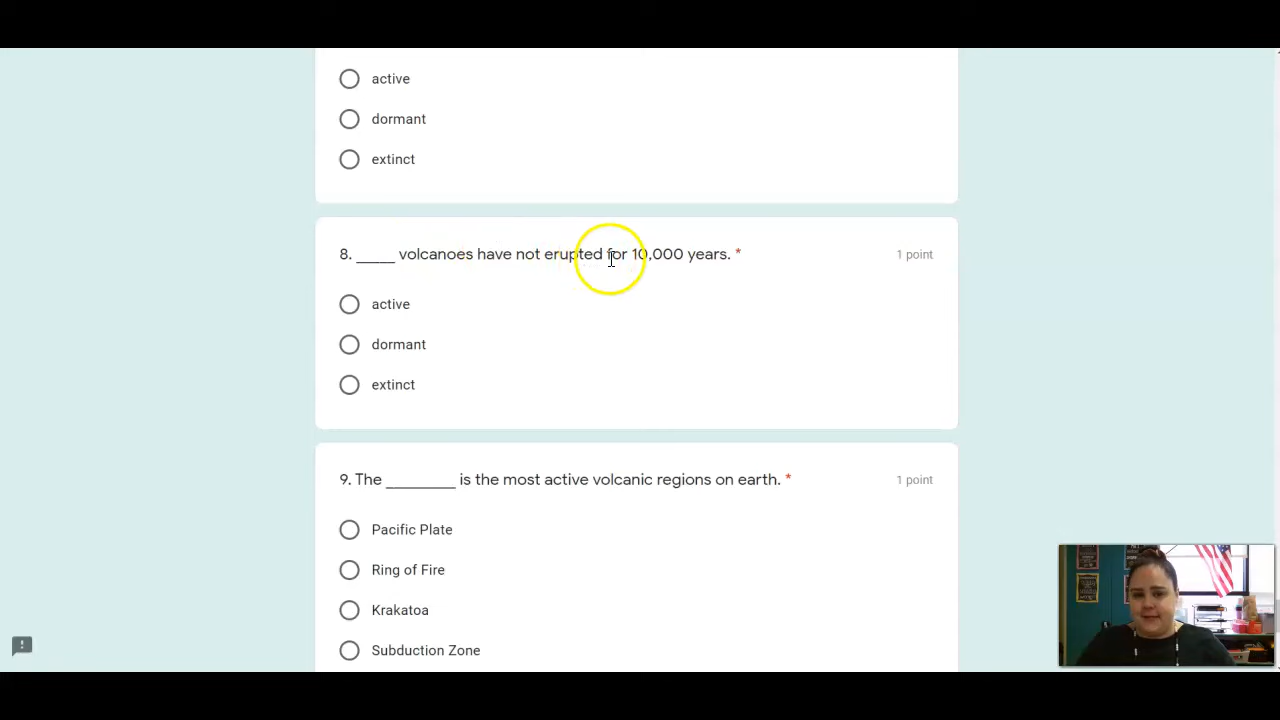 active
dormant
extinct
8. _____ volcanoes have not erupted for 10,000 years. *
1 point
active
dormant
extinct
9. The _________ is the most active volcanic regions on earth. *
1 point
Pacific Plate
Ring of Fire
Krakatoa
Subduction Zone